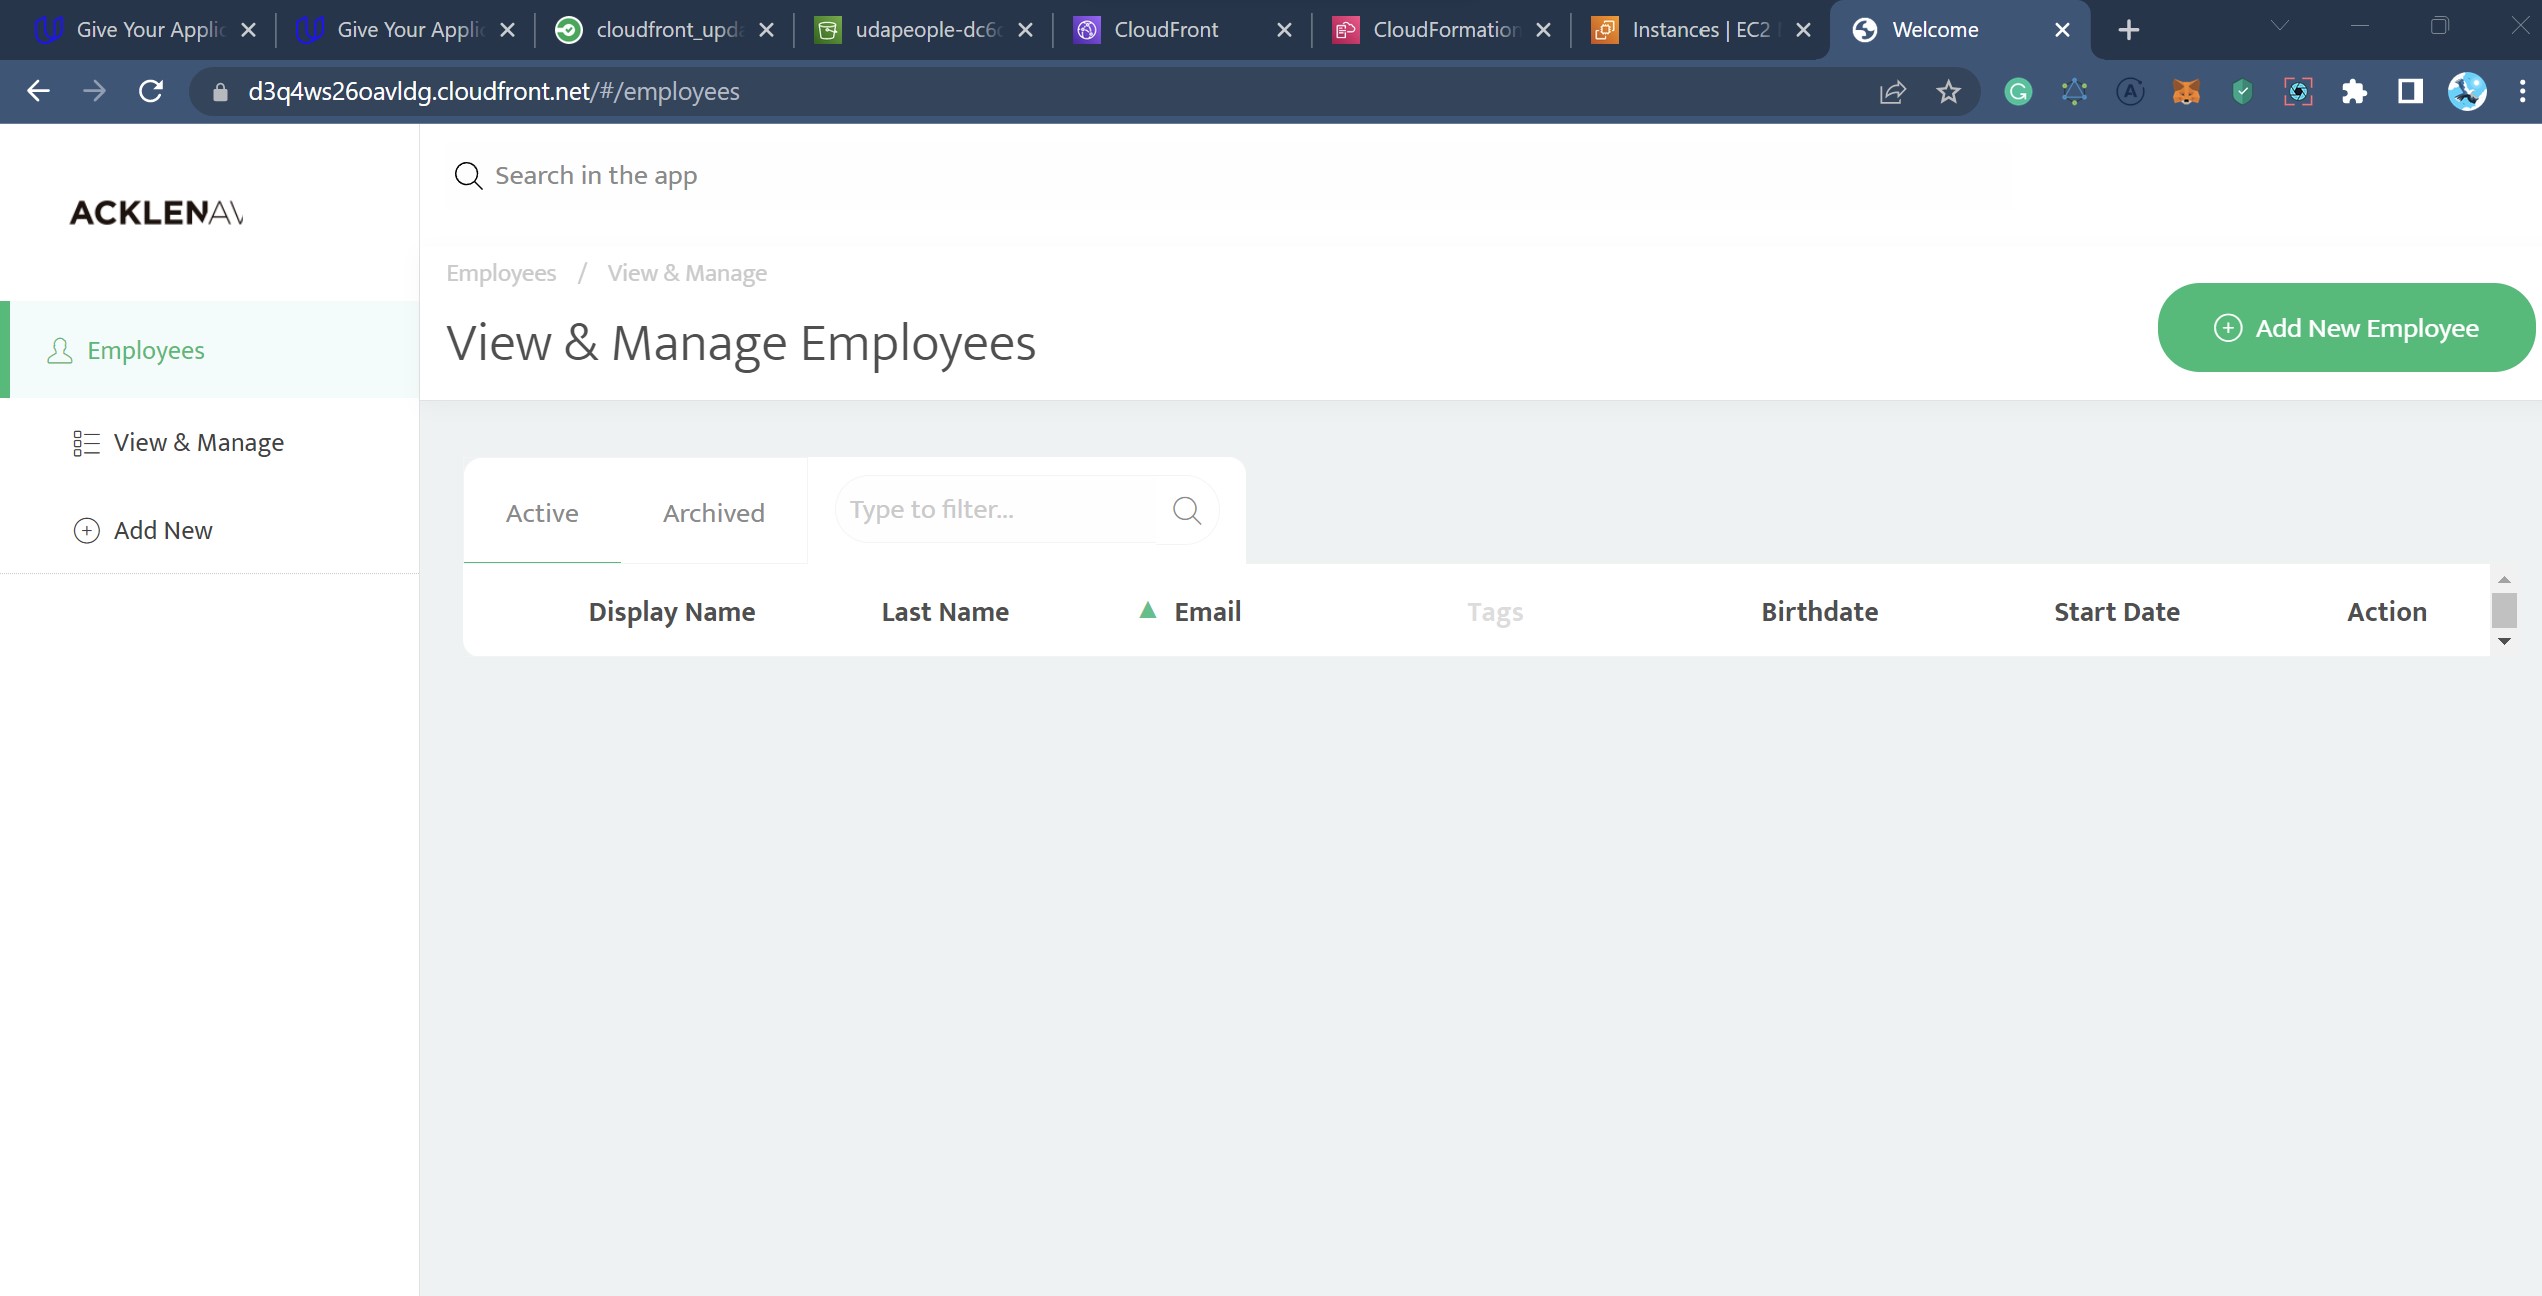 Give Your Applic
Give Your Applic
cloudfront_upda
udapeople-dc6c
CloudFront
CloudFormation
Instances | EC2
Welcome
d3q4ws26oavldg.cloudfront.net/#/employees
ACKLENAV
Search in the app
Employees / View & Manage
View & Manage Employees
Add New Employee
Employees
View & Manage
Add New
Active
Archived
Type to filter...
Display Name Last Name Email Tags Birthdate Start Date Action